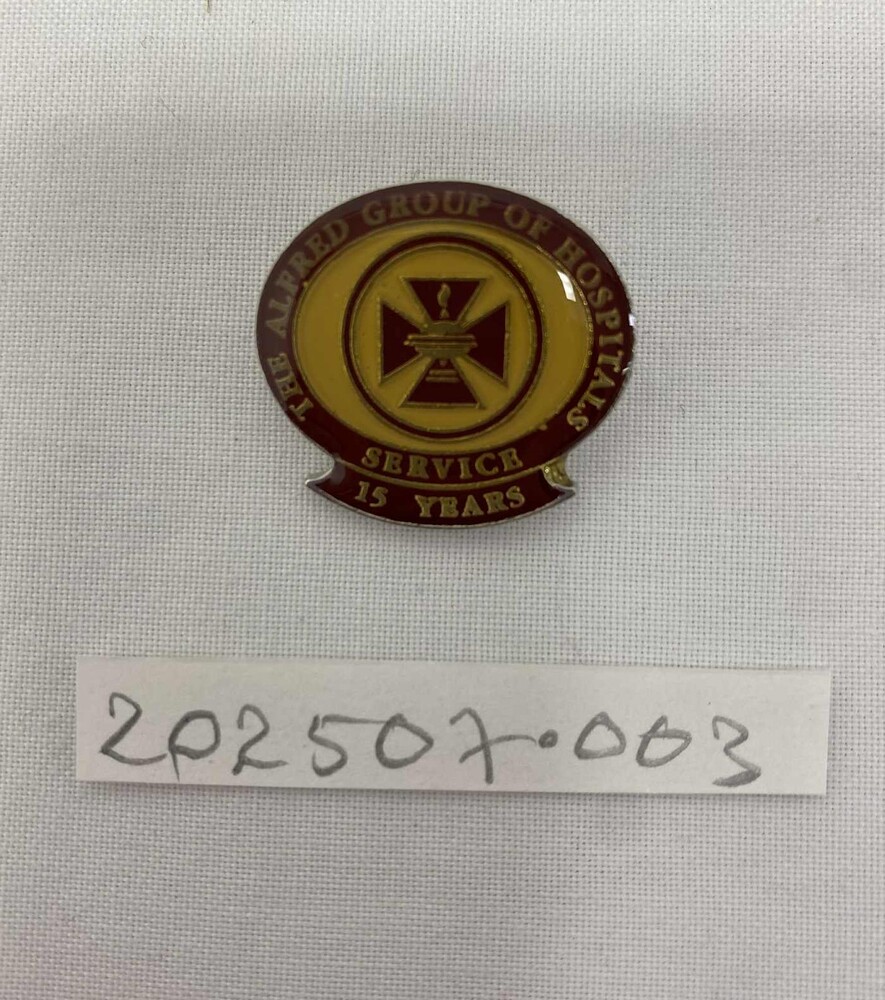 THE ALFRED GROUP OF HOSPITALS
SERVICE
15 YEARS
202507.003